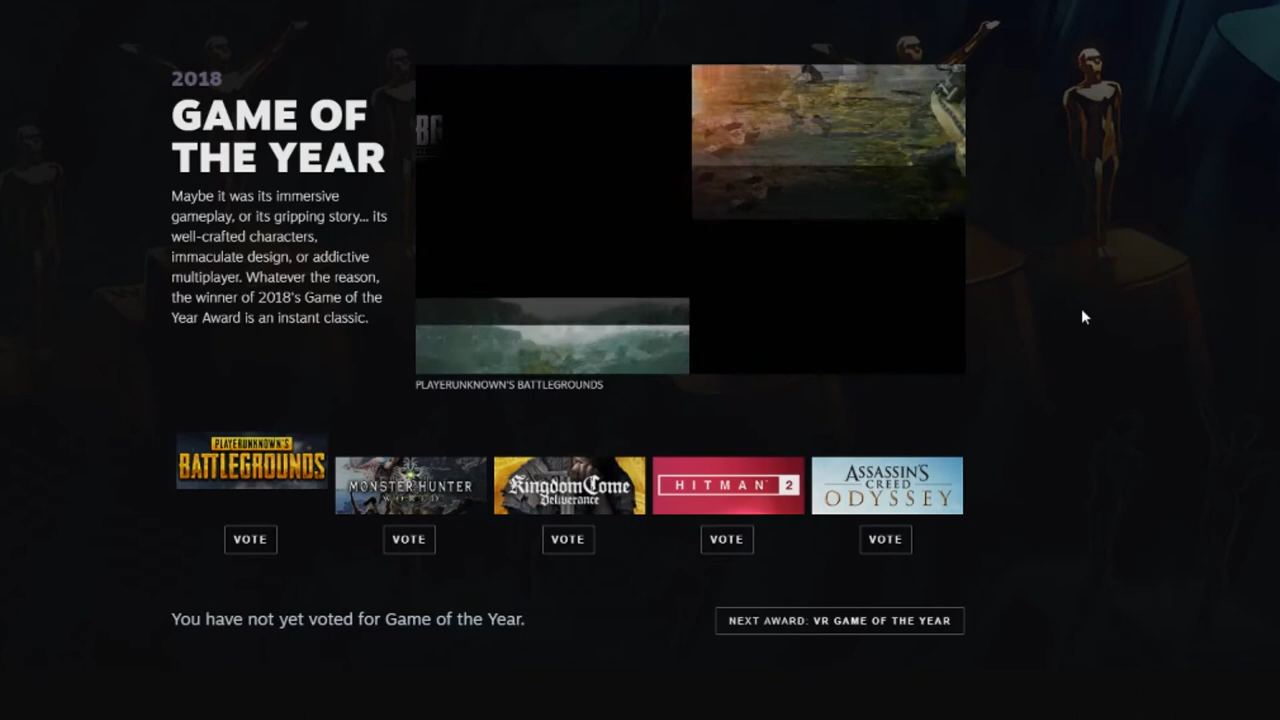 2018
GAME OF
THE YEAR
Maybe it was its immersive
gameplay, or its gripping story... its
well-crafted characters,
immaculate design, or addictive
multiplayer. Whatever the reason,
the winner of 2018's Game of the
Year Award is an instant classic.
BG
PLAYERUNKNOWN'S BATTLEGROUNDS
PLAYERUNKNOWN'S
BATTLEGROUNDS
MONSTER HUNTER
WORLD
Kingdom Come
Deliverance
HITMAN 2
ASSASSIN'S
CREED
ODYSSEY
VOTE VOTE VOTE VOTE VOTE
You have not yet voted for Game of the Year.
NEXT AWARD: VR GAME OF THE YEAR